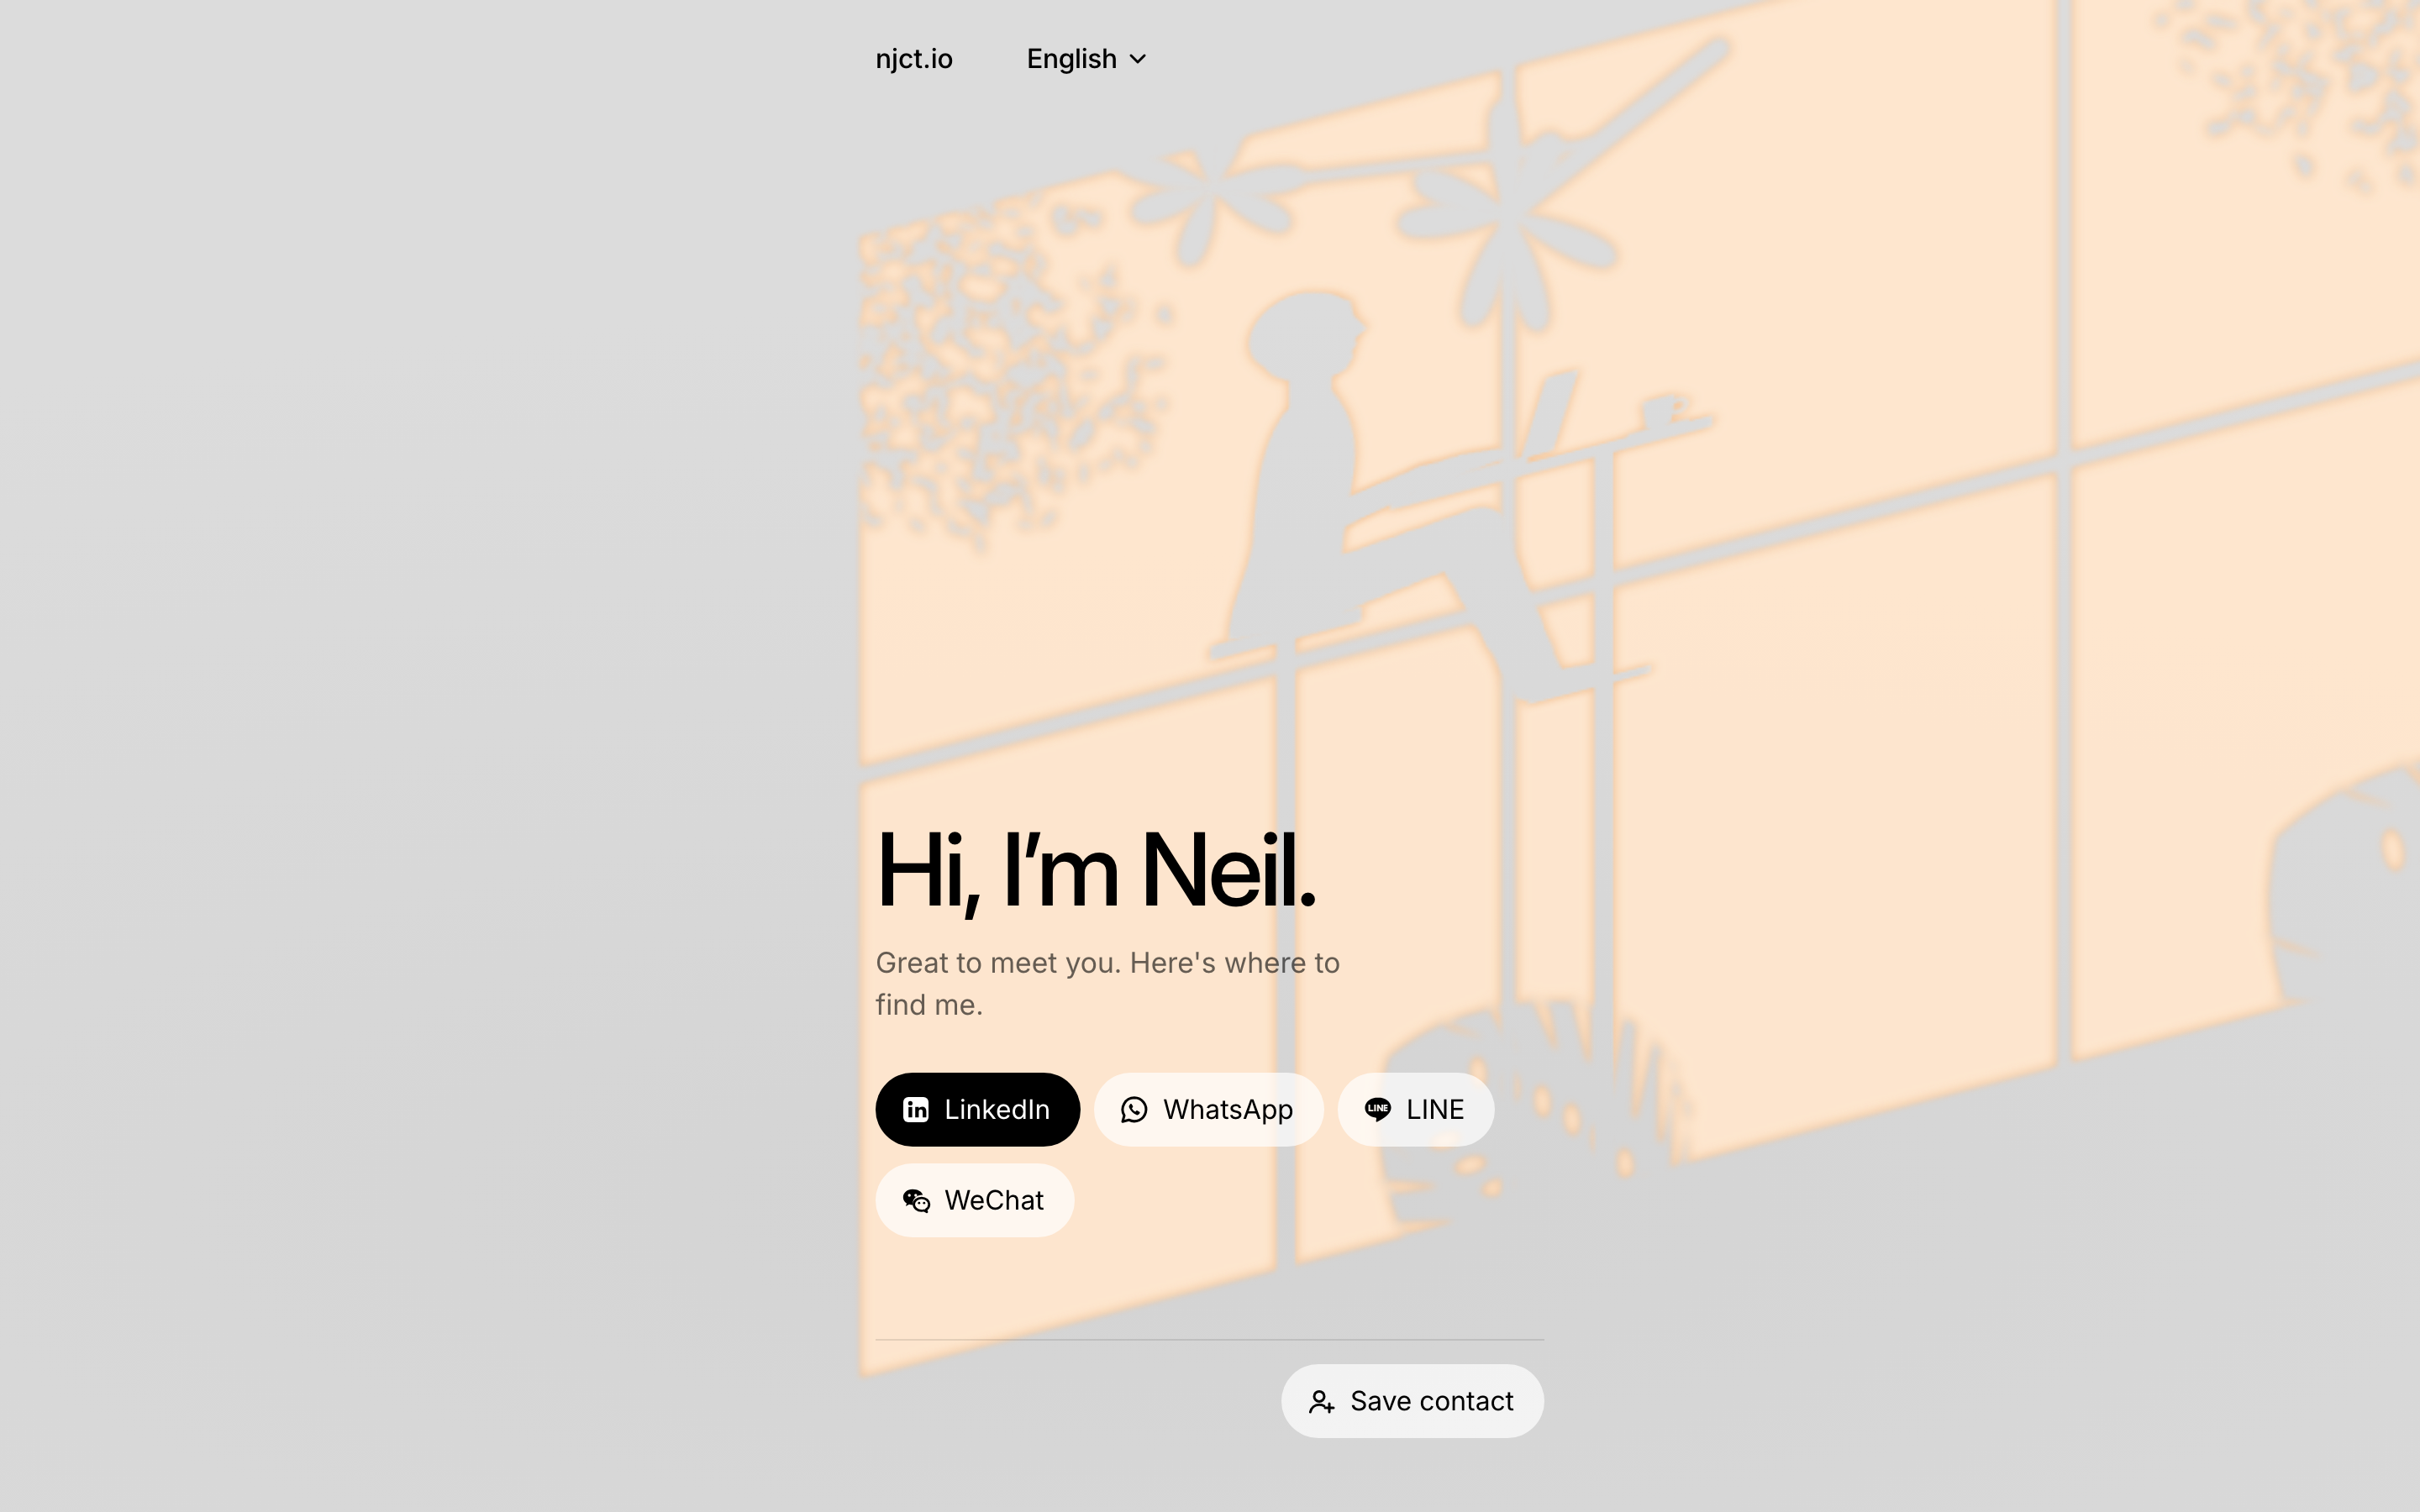 njct.io
English
Hi, I’m Neil.
Great to meet you. Here's where to
find me.
LinkedIn
WhatsApp
LINE
WeChat
Save contact